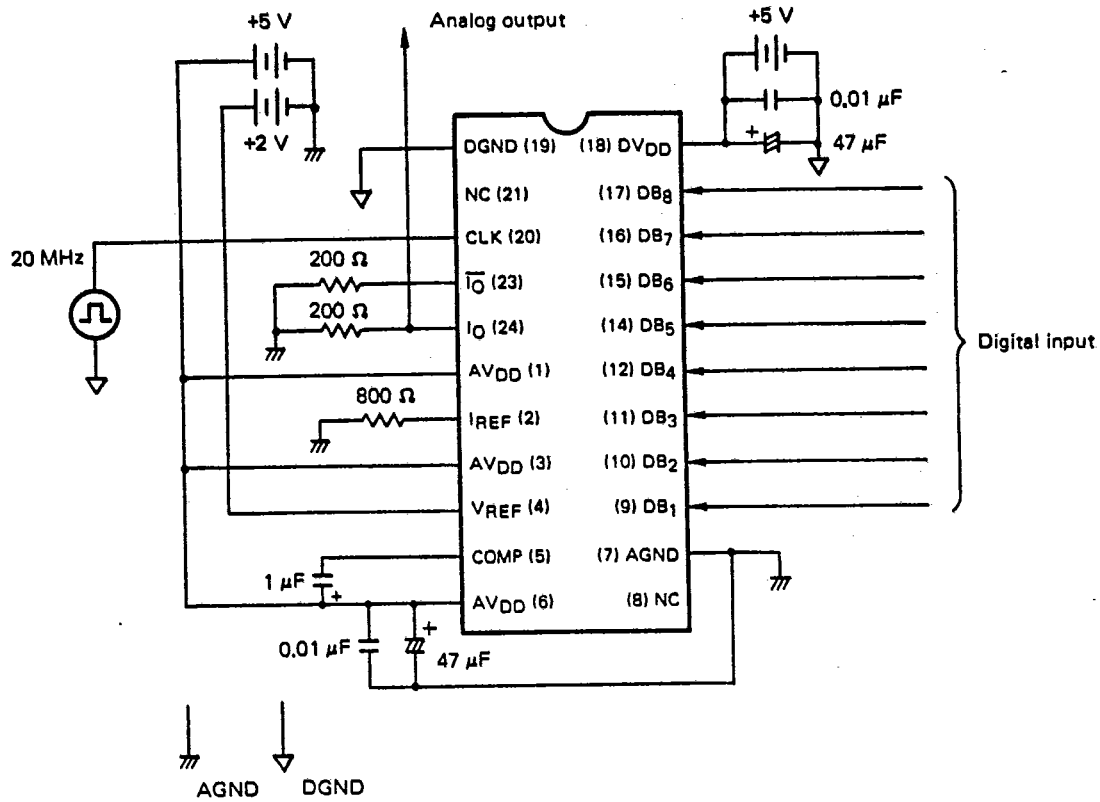 +5 V
Analog output
+5 V
+2 V
0.01 µF
47 µF
+
DGND (19)
(18) DVDD
NC (21)
(17) DB8
CLK (20)
(16) DB7
20 MHz
200 Ω
I̅O̅ (23)
(15) DB6
200 Ω
IO (24)
(14) DB5
Digital input
AVDD (1)
(12) DB4
800 Ω
IREF (2)
(11) DB3
AVDD (3)
(10) DB2
VREF (4)
(9) DB1
COMP (5)
(7) AGND
1 µF
+
AVDD (6)
(8) NC
+
0.01 µF
47 µF
AGND
DGND